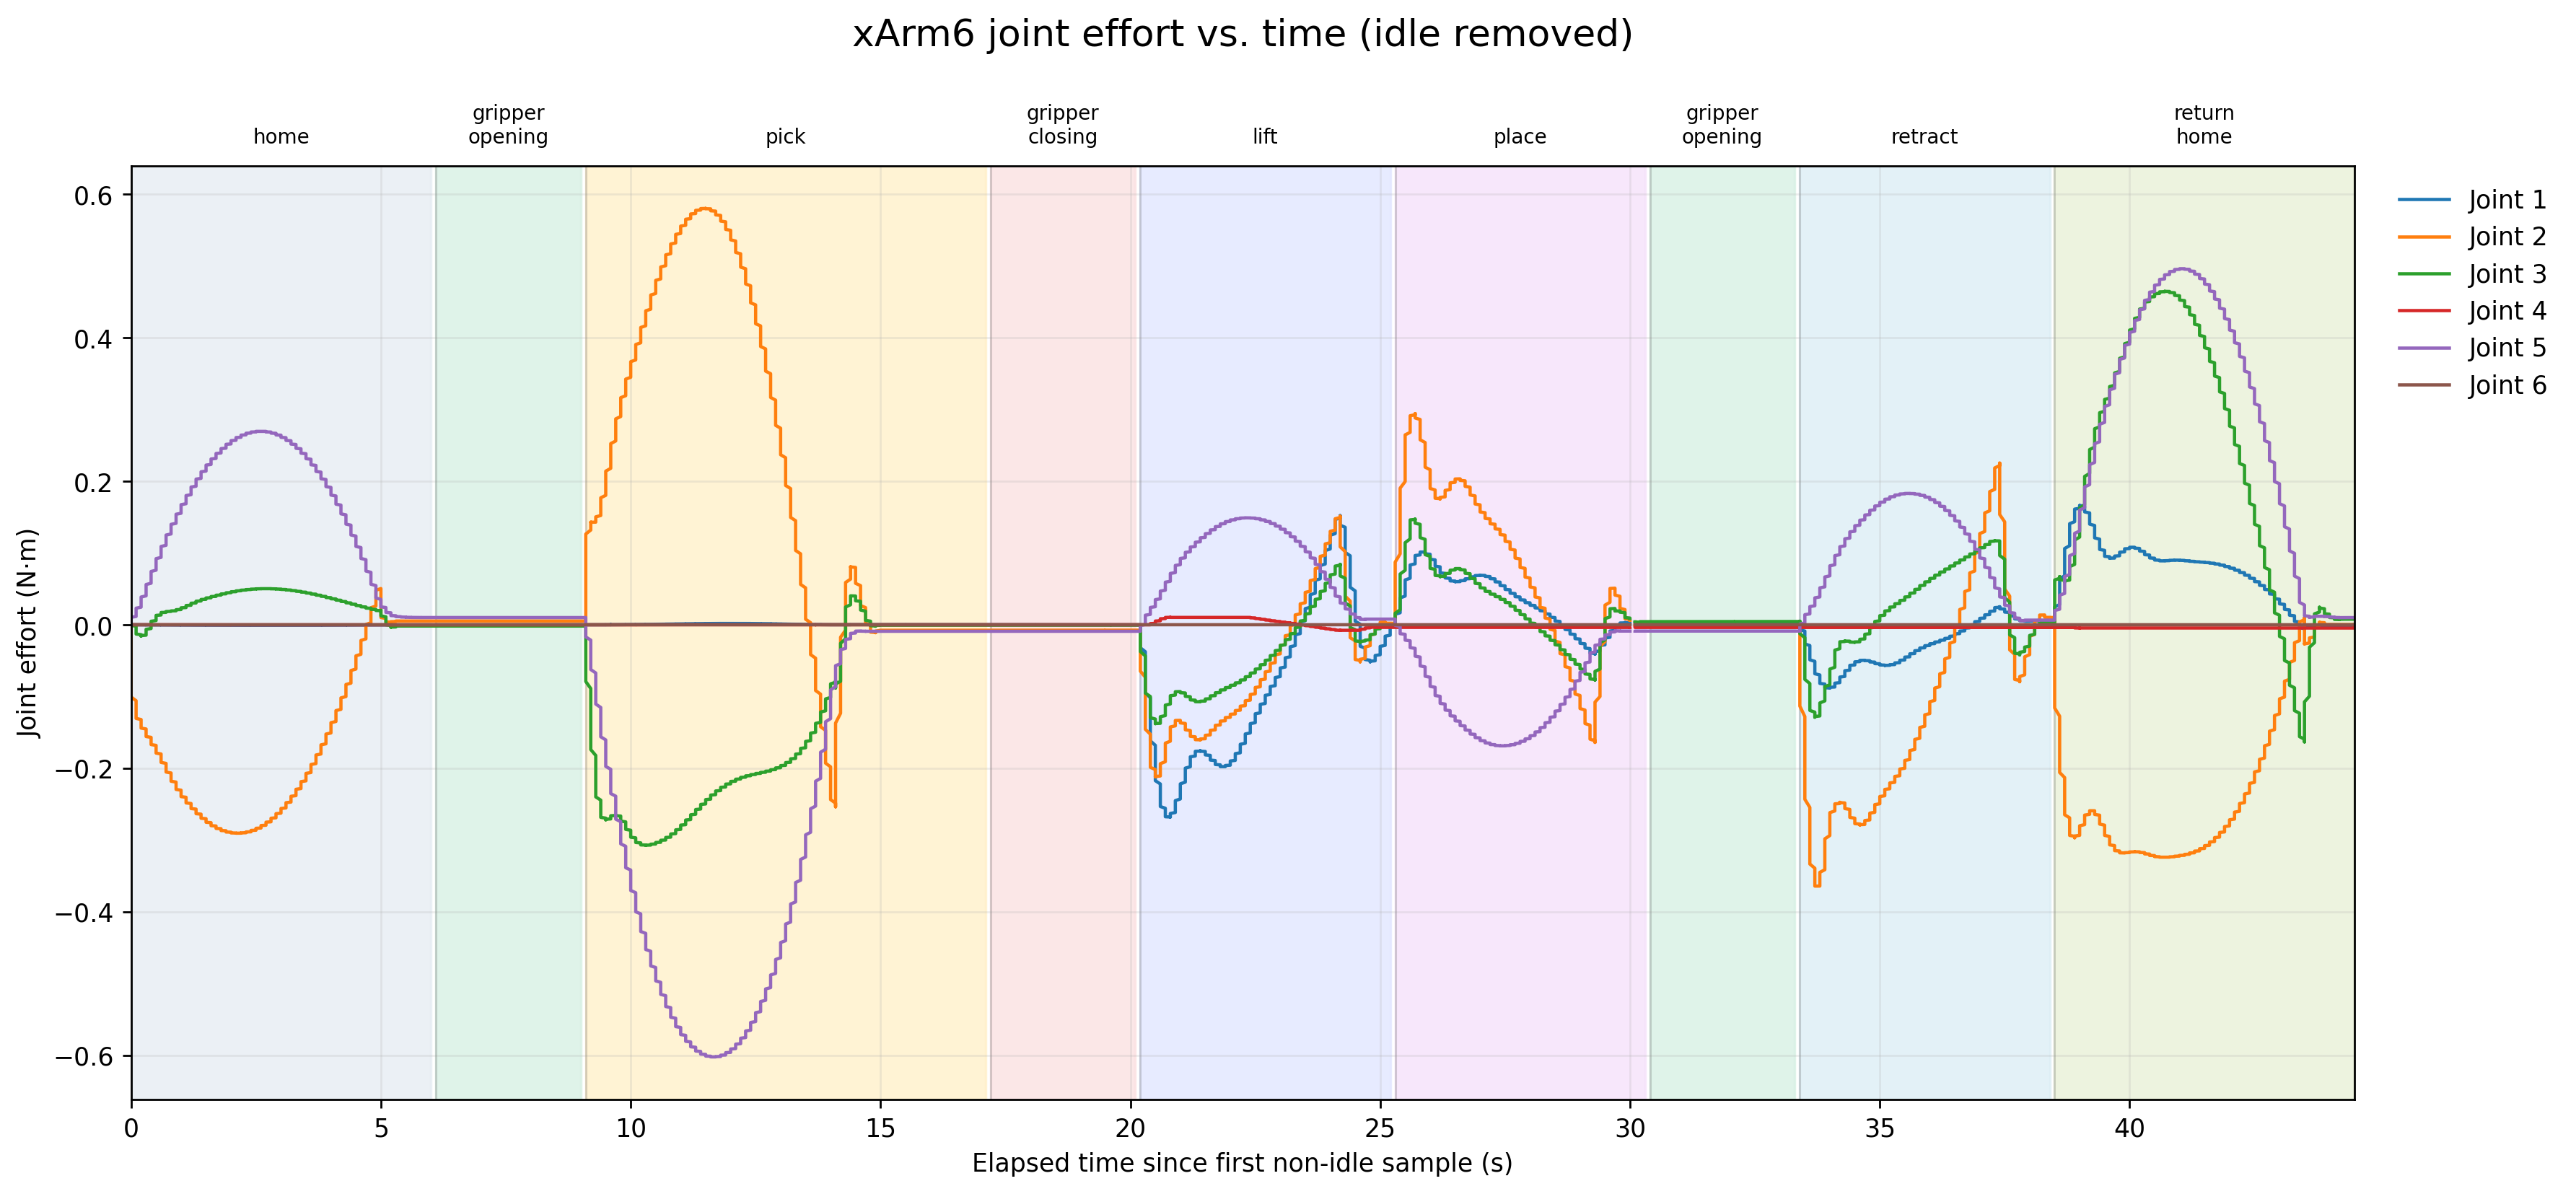 xArm6 joint effort vs. time (idle removed)
home
gripper
opening
pick
gripper
closing
lift
place
gripper
opening
retract
return
home
Joint effort (N·m)
0.6
0.4
0.2
0.0
−0.2
−0.4
−0.6
0
5
10
15
20
25
30
35
40
Elapsed time since first non-idle sample (s)
Joint 1
Joint 2
Joint 3
Joint 4
Joint 5
Joint 6